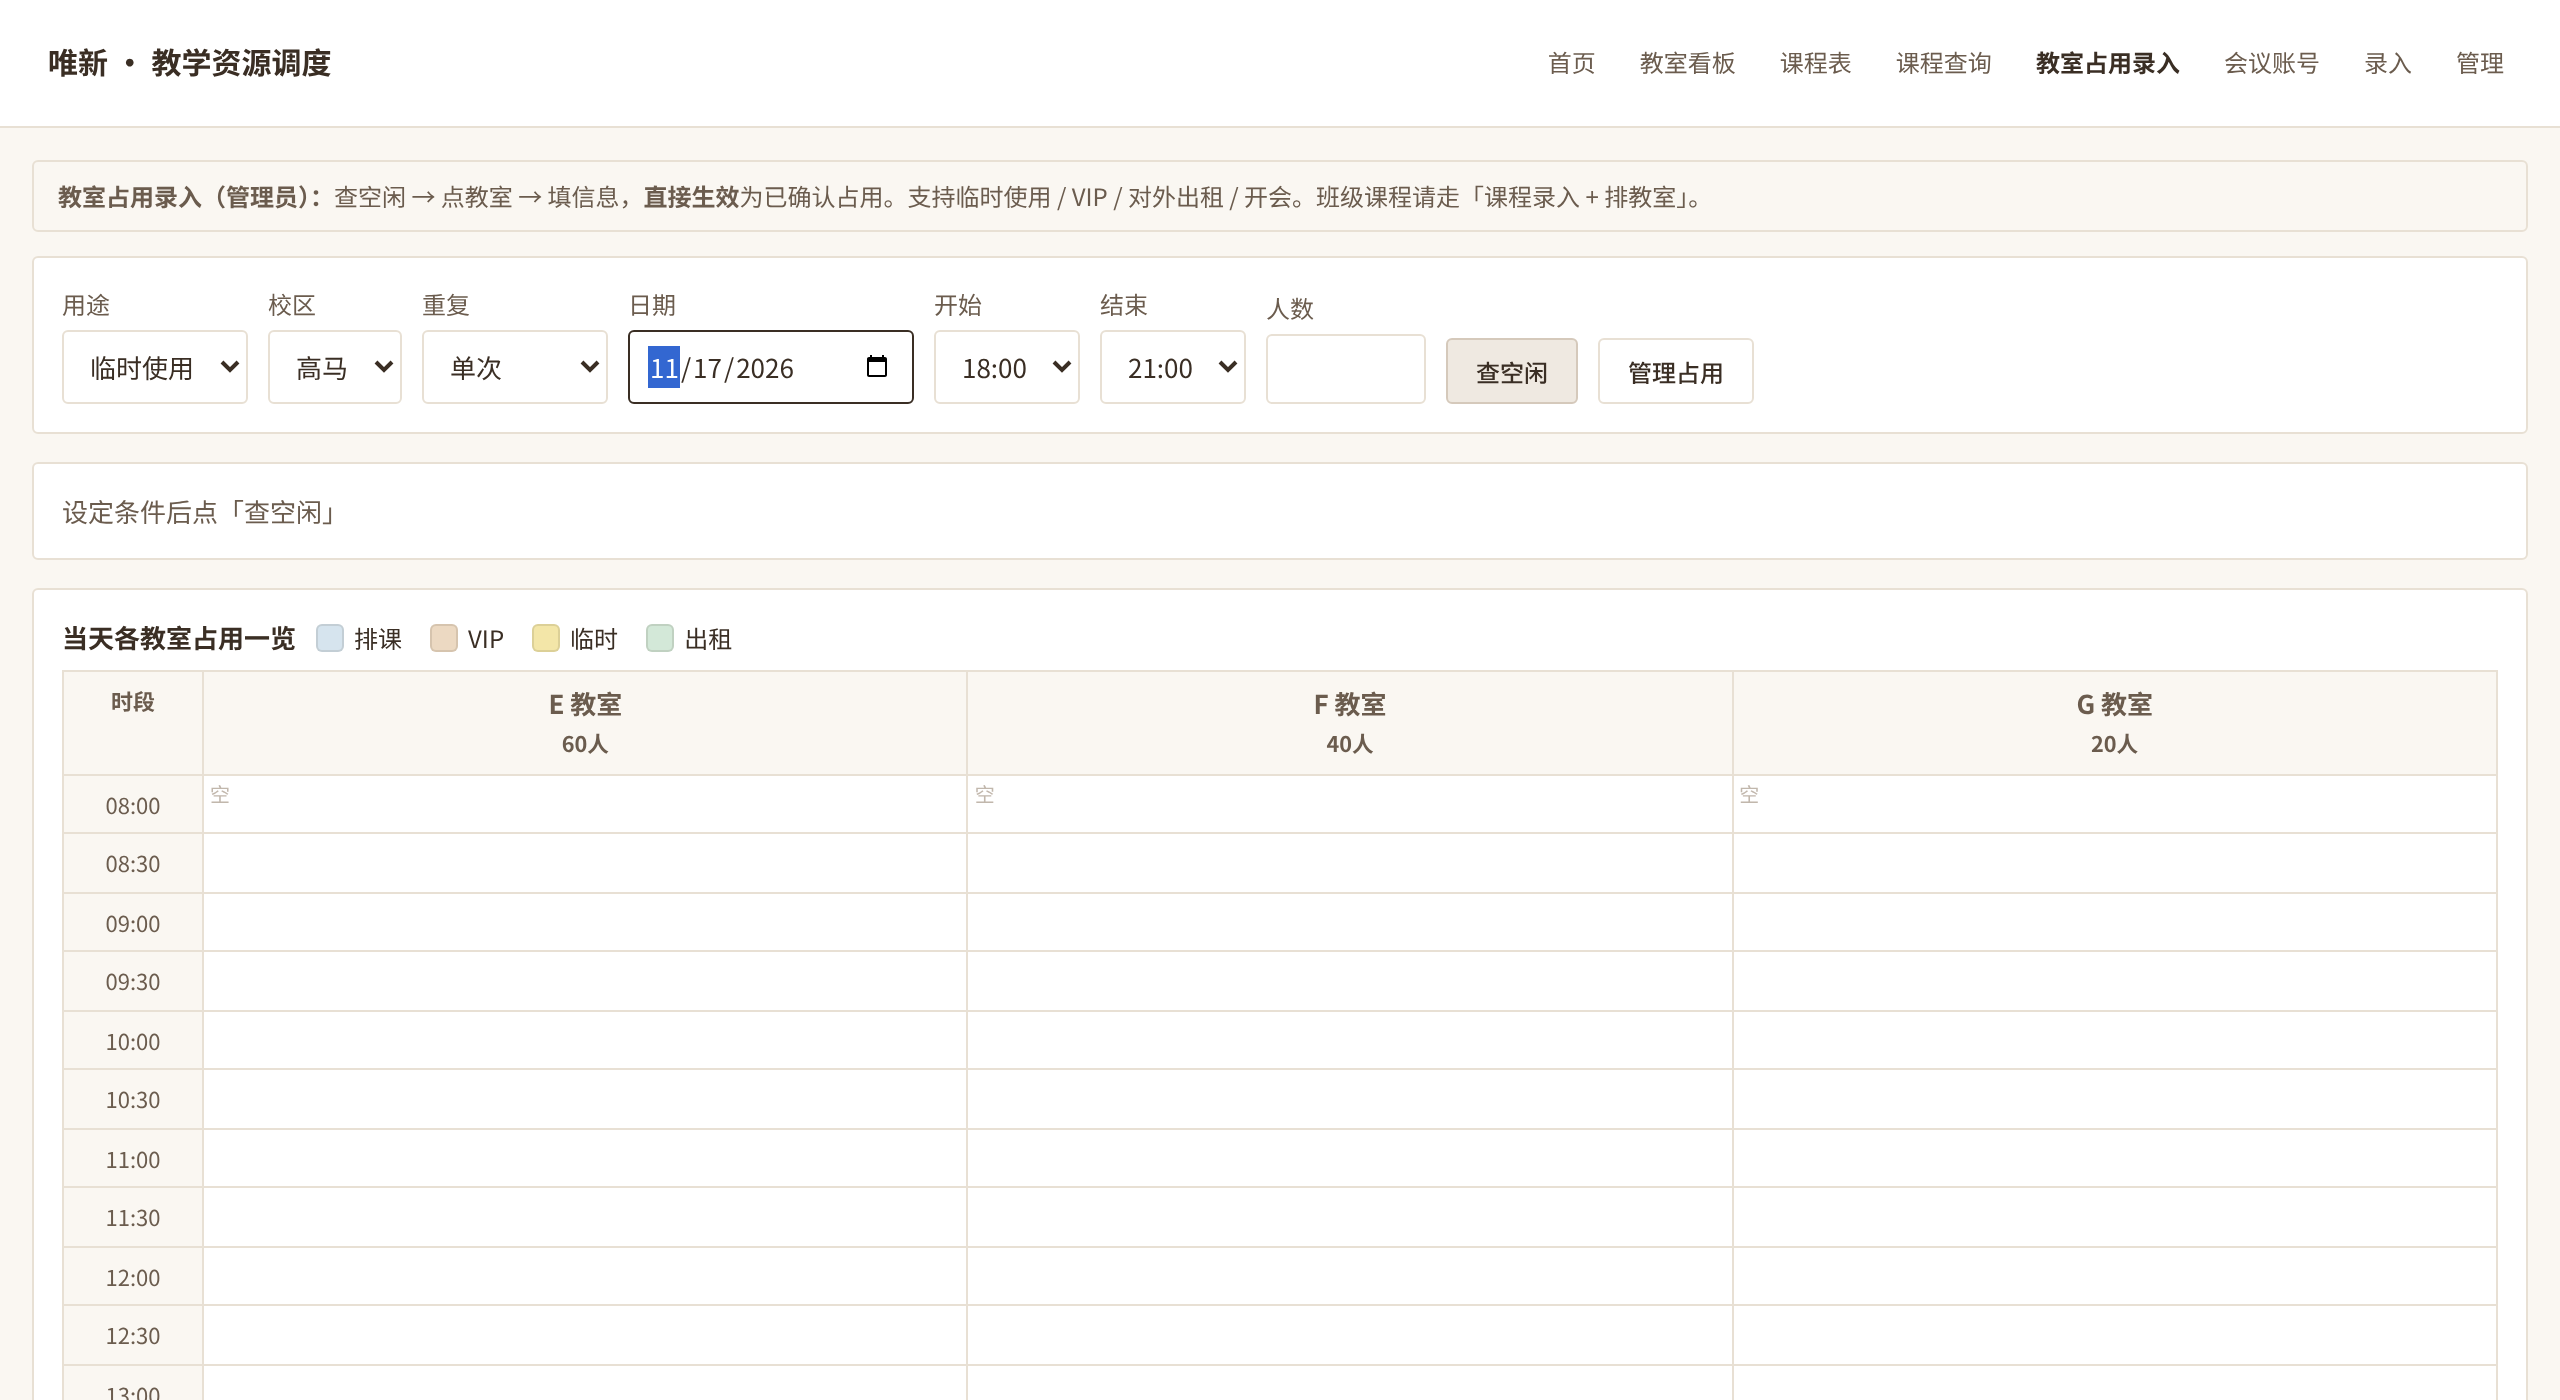 唯新 · 教学资源调度
首页 教室看板 课程表 课程查询 教室占用录入 会议账号 录入 管理
教室占用录入（管理员）：查空闲 → 点教室 → 填信息，直接生效为已确认占用。支持临时使用 / VIP / 对外出租 / 开会。班级课程请走「课程录入 + 排教室」。
用途 校区 重复 日期 开始 结束 人数
临时使用 高马 单次 11/17/2026 18:00 21:00 查空闲 管理占用
设定条件后点「查空闲」
当天各教室占用一览 排课 VIP 临时 出租
时段 E 教室 F 教室 G 教室
60人 40人 20人
08:00 空 空 空
08:30
09:00
09:30
10:00
10:30
11:00
11:30
12:00
12:30
13:00